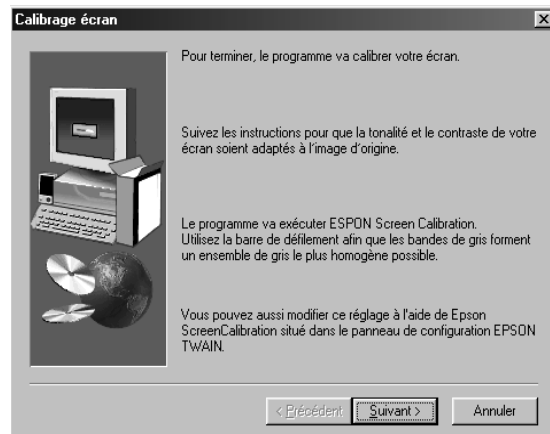 Calibrage écran
Pour terminer, le programme va calibrer votre écran.
Suivez les instructions pour que la tonalité et le contraste de votre
écran soient adaptés à l'image d'origine.
Le programme va exécuter ESPON Screen Calibration.
Utilisez la barre de défilement afin que les bandes de gris forment
un ensemble de gris le plus homogène possible.
Vous pouvez aussi modifier ce réglage à l'aide de Epson
ScreenCalibration situé dans le panneau de configuration EPSON
TWAIN.
< Précédent Suivant > Annuler